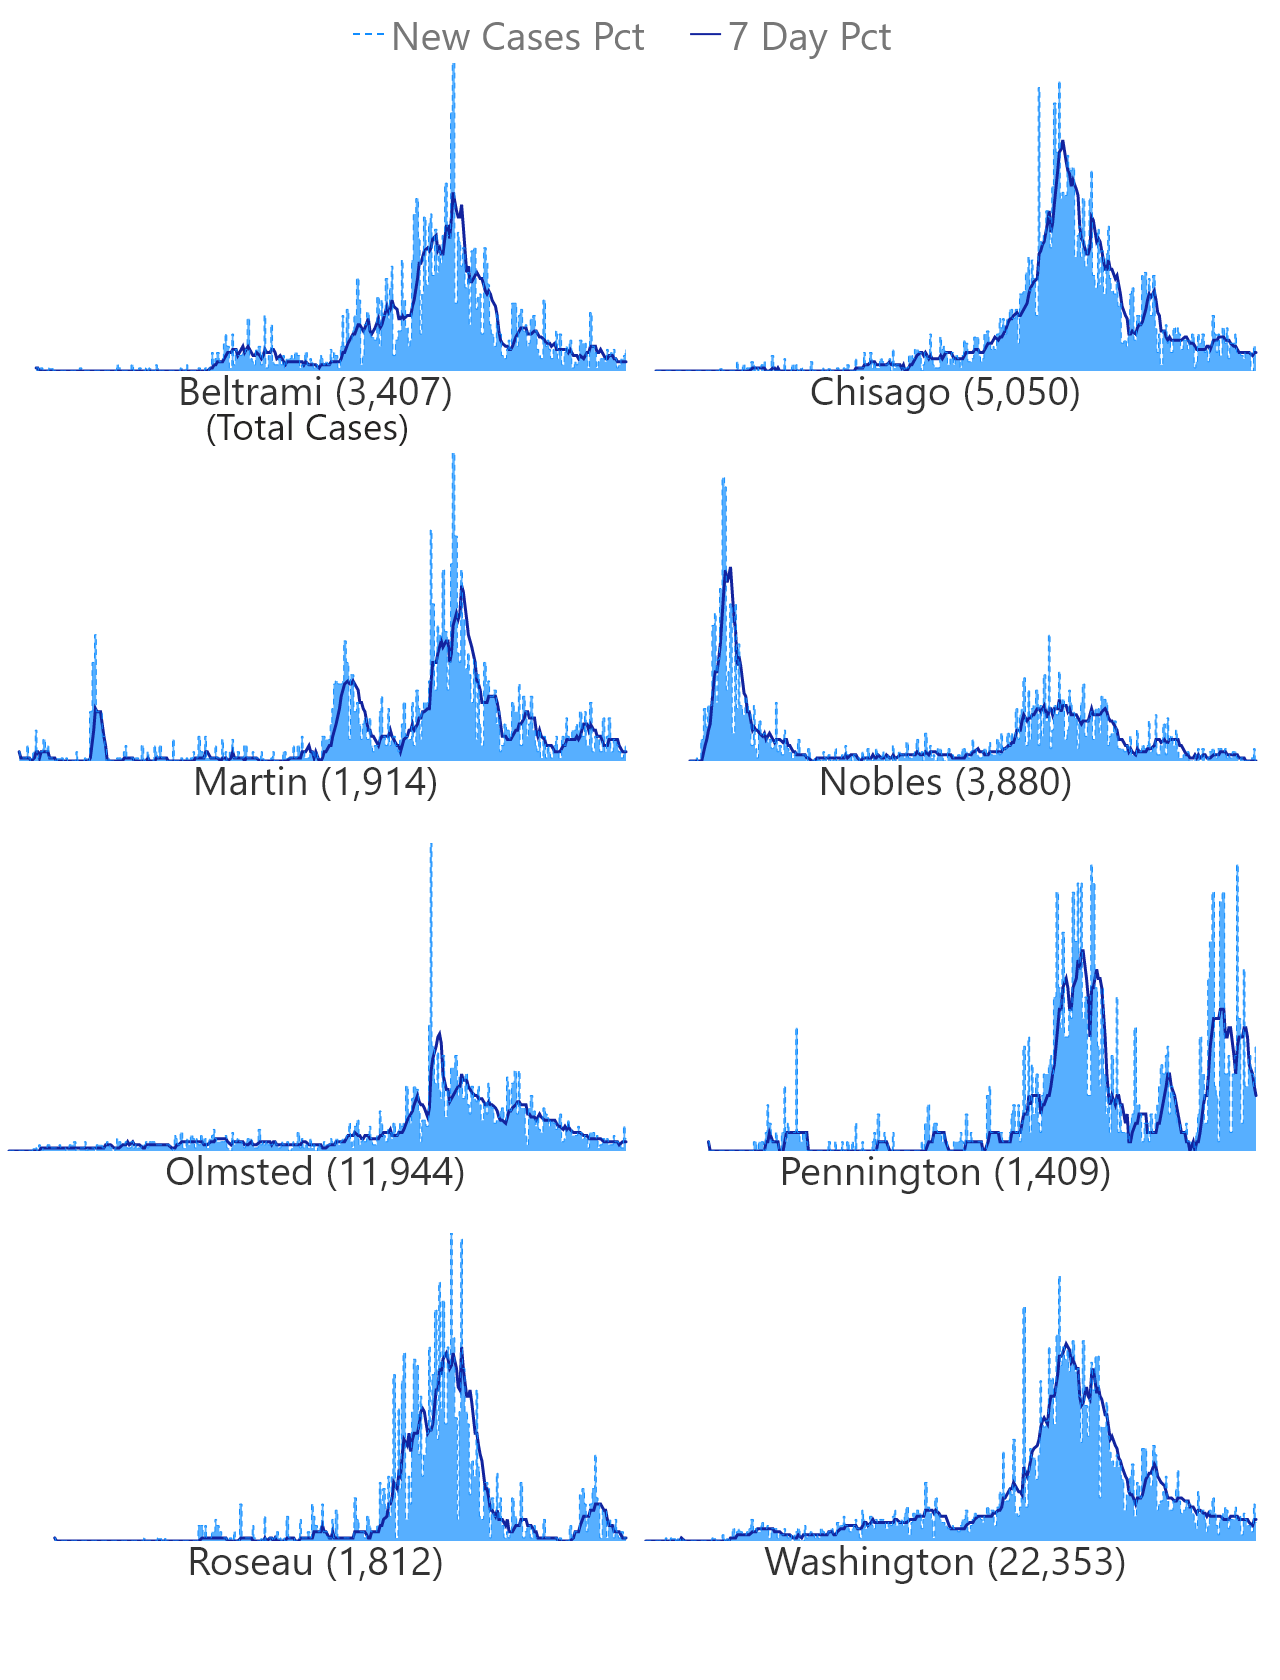 New Cases Pct 7 Day Pct
Beltrami (3,407) Chisago (5,050)
(Total Cases)
Martin (1,914) Nobles (3,880)
Olmsted (11,944) Pennington (1,409)
Roseau (1,812) Washington (22,353)